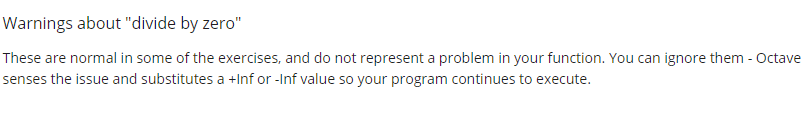 Warnings about "divide by zero"
These are normal in some of the exercises, and do not represent a problem in your function. You can ignore them - Octave
senses the issue and substitutes a +Inf or -Inf value so your program continues to execute.